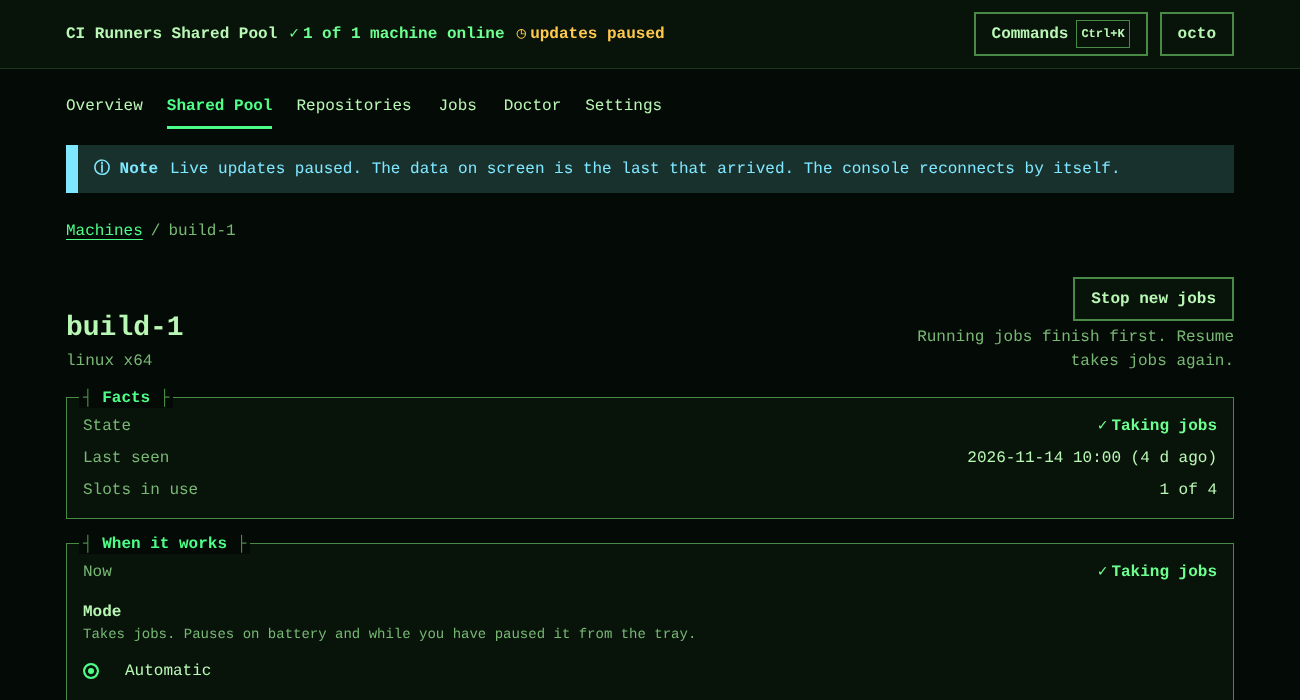 CI Runners Shared Pool ✓ 1 of 1 machine online ◷ updates paused Commands Ctrl+K octo
Overview Shared Pool Repositories Jobs Doctor Settings
ⓘ Note Live updates paused. The data on screen is the last that arrived. The console reconnects by itself.
Machines / build-1
Stop new jobs
build-1
Running jobs finish first. Resume
takes jobs again.
linux x64
Facts
State ✓ Taking jobs
Last seen 2026-11-14 10:00 (4 d ago)
Slots in use 1 of 4
When it works
Now ✓ Taking jobs
Mode
Takes jobs. Pauses on battery and while you have paused it from the tray.
Automatic